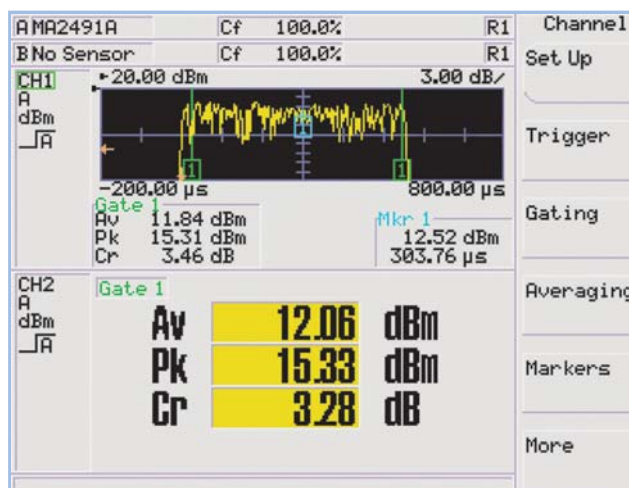 A MA2491A Cf 100.0% R1
B No Sensor Cf 100.0% R1
CH1
A
dBm
A
20.00 dBm 3.00 dB/
1
1 1
-200.00 µs 800.00 µs
Gate 1
Av 11.84 dBm
Pk 15.31 dBm
Cr 3.46 dB
Mkr 1
12.52 dBm
303.76 µs
CH2
A
dBm
A
Gate 1
Av 12.06 dBm
Pk 15.33 dBm
Cr 3.28 dB
Channel
Set Up
Trigger
Gating
Averaging
Markers
More